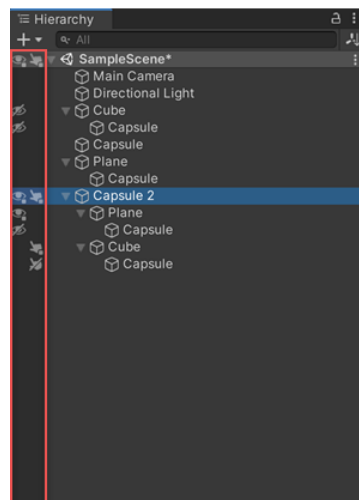 Hierarchy
All
SampleScene*
Main Camera
Directional Light
Cube
Capsule
Capsule
Plane
Capsule
Capsule 2
Plane
Capsule
Cube
Capsule